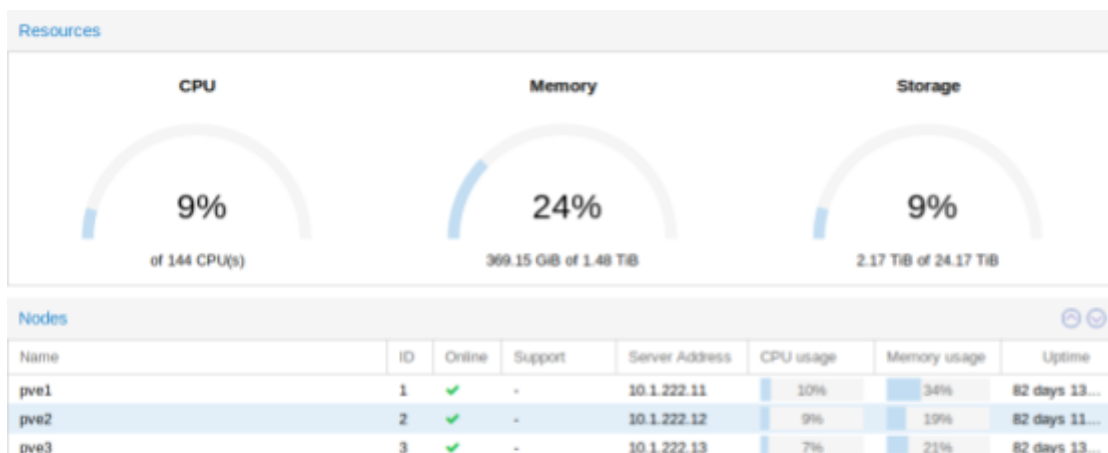 Resources
CPU Memory Storage
9% 24% 9%
of 144 CPU(s) 369.15 GiB of 1.48 TiB 2.17 TiB of 24.17 TiB
Nodes
Name ID Online Support Server Address CPU usage Memory usage Uptime
pve1 1 - 10.1.222.11 10% 34% 82 days 13...
pve2 2 - 10.1.222.12 9% 19% 82 days 11...
pve3 3 - 10.1.222.13 7% 21% 82 days 13...